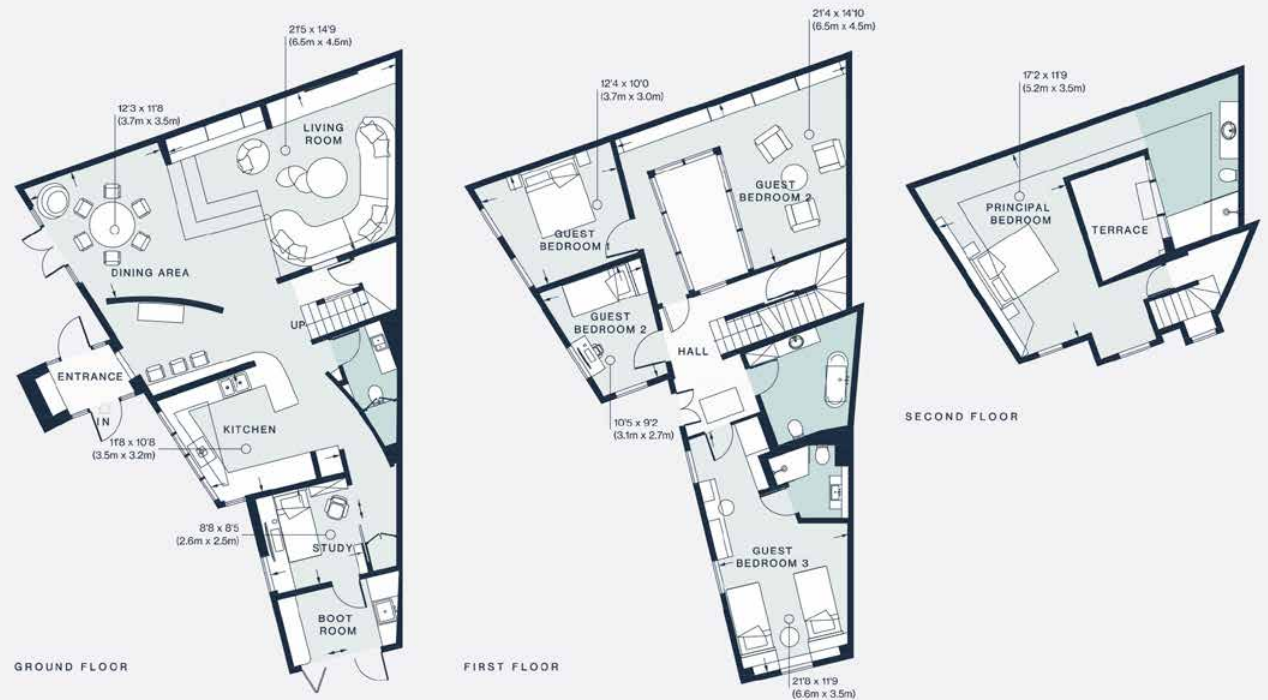 21'5 x 14'9
(6.5m x 4.5m)
12'3 x 11'8
(3.7m x 3.5m)
LIVING
ROOM
DINING AREA
UP
ENTRANCE
IN
KITCHEN
11'8 x 10'8
(3.5m x 3.2m)
8'8 x 8'5
(2.6m x 2.5m)
STUDY
BOOT
ROOM
GROUND FLOOR
21'4 x 14'10
(6.5m x 4.5m)
12'4 x 10'0
(3.7m x 3.0m)
GUEST
BEDROOM 2
GUEST
BEDROOM 1
GUEST
BEDROOM 2
HALL
10'5 x 9'2
(3.1m x 2.7m)
GUEST
BEDROOM 3
21'8 x 11'9
(6.6m x 3.5m)
FIRST FLOOR
17'2 x 11'9
(5.2m x 3.5m)
PRINCIPAL
BEDROOM
TERRACE
SECOND FLOOR